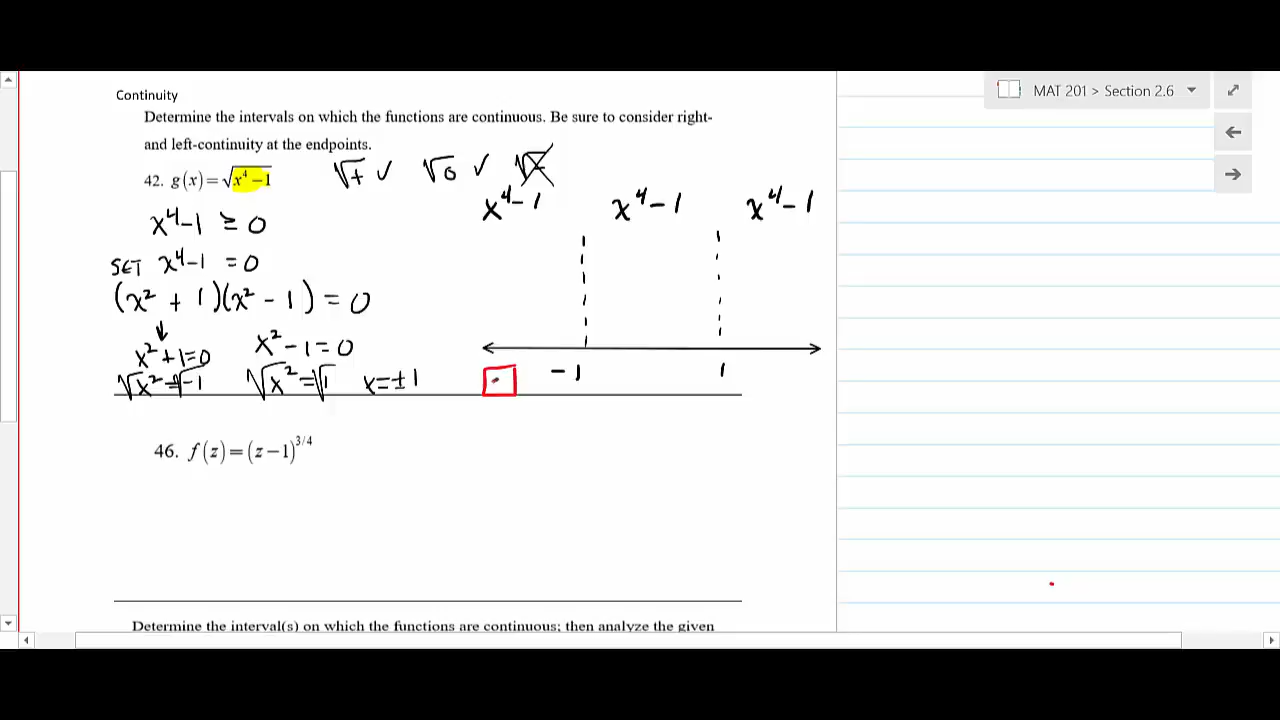 MAT 201 > Section 2.6
Continuity
Determine the intervals on which the functions are continuous. Be sure to consider right-
and left-continuity at the endpoints.
42. g(x) = √(x⁴ − 1)
√+ ✓ √0 ✓ √−
x⁴−1 x⁴−1 x⁴−1
x⁴−1 ≥ 0
SET x⁴−1 = 0
(x² + 1)(x² − 1) = 0
x²+1=0 x²−1=0
√x² = √−1 √x² = √1 x=±1
−1 1
46. f(z) = (z−1)^3/4
Determine the interval(s) on which the functions are continuous; then analyze the given